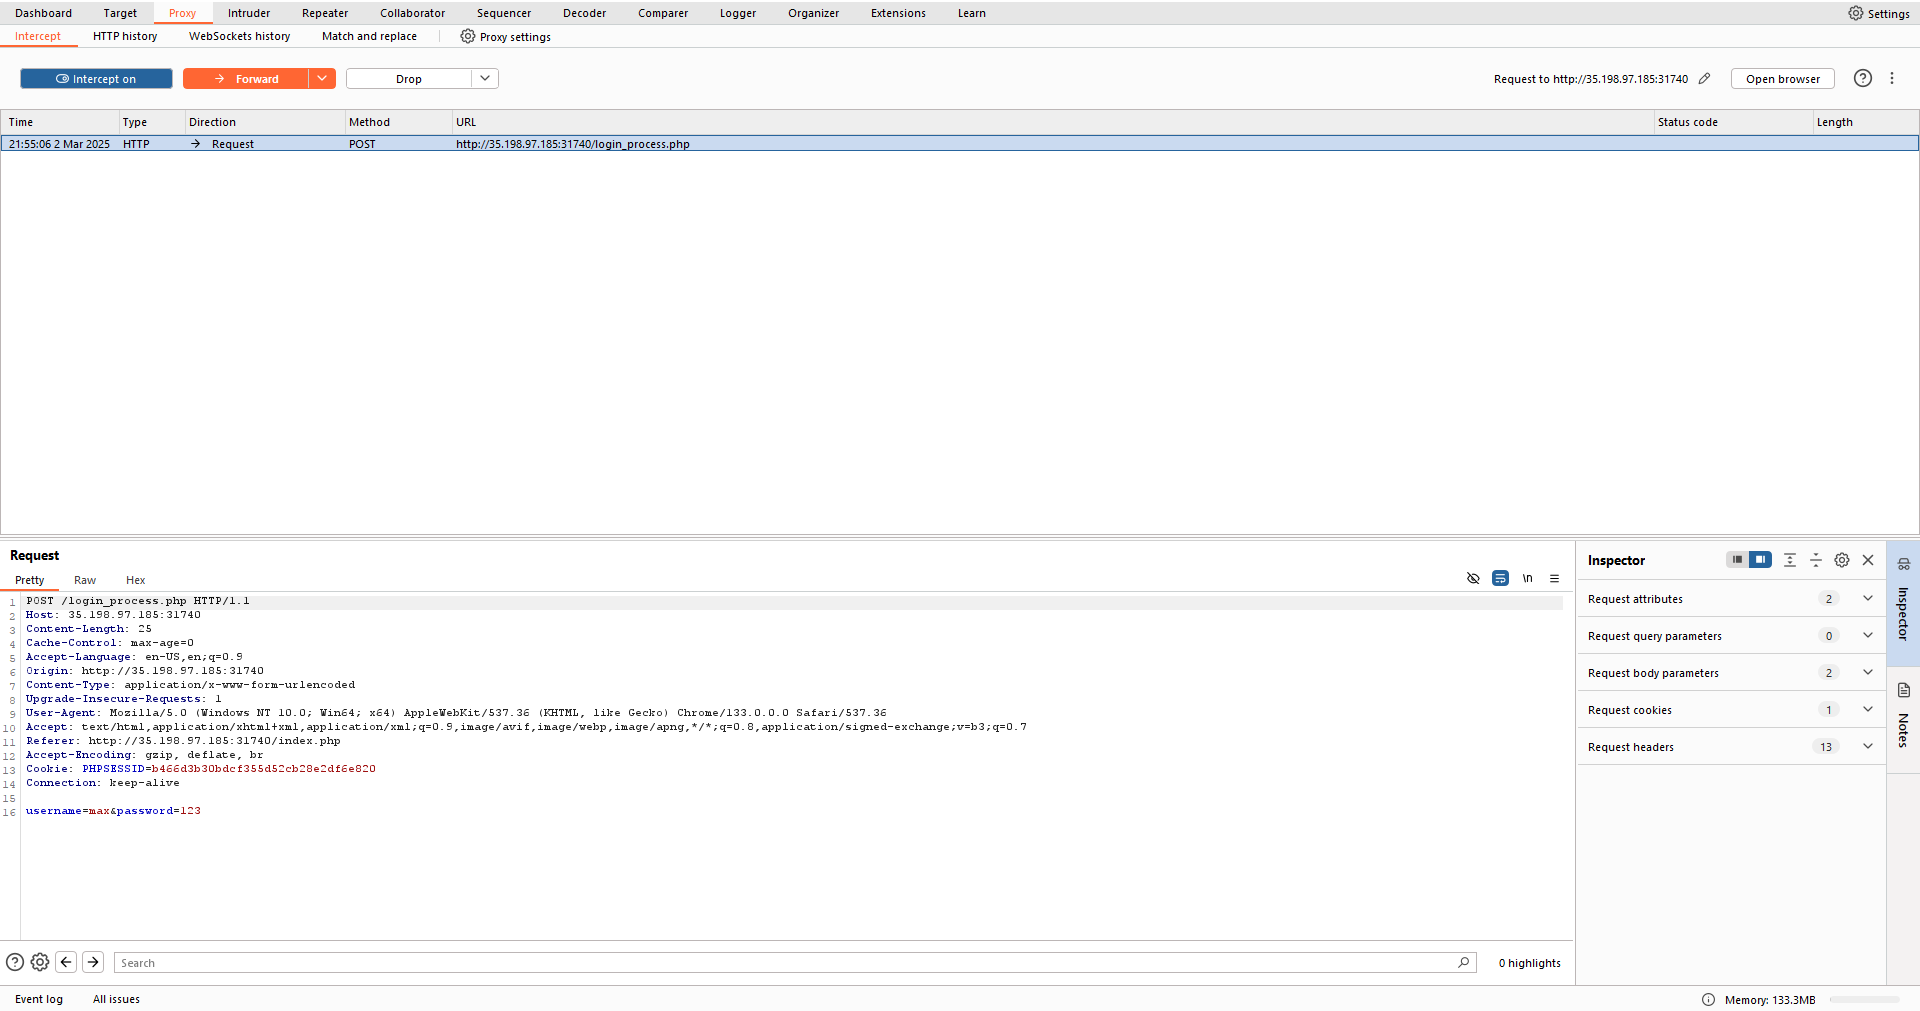 Dashboard Target Proxy Intruder Repeater Collaborator Sequencer Decoder Comparer Logger Organizer Extensions Learn Settings
Intercept HTTP history WebSockets history Match and replace Proxy settings
Intercept on Forward Drop Request to http://35.198.97.185:31740 Open browser
Time Type Direction Method URL Status code Length
21:55:06 2 Mar 2025 HTTP → Request POST http://35.198.97.185:31740/login_process.php
Request
Pretty Raw Hex \n
1 POST /login_process.php HTTP/1.1
2 Host: 35.198.97.185:31740
3 Content-Length: 25
4 Cache-Control: max-age=0
5 Accept-Language: en-US,en;q=0.9
6 Origin: http://35.198.97.185:31740
7 Content-Type: application/x-www-form-urlencoded
8 Upgrade-Insecure-Requests: 1
9 User-Agent: Mozilla/5.0 (Windows NT 10.0; Win64; x64) AppleWebKit/537.36 (KHTML, like Gecko) Chrome/133.0.0.0 Safari/537.36
10 Accept: text/html,application/xhtml+xml,application/xml;q=0.9,image/avif,image/webp,image/apng,*/*;q=0.8,application/signed-exchange;v=b3;q=0.7
11 Referer: http://35.198.97.185:31740/index.php
12 Accept-Encoding: gzip, deflate, br
13 Cookie: PHPSESSID=b466d3b30bdcf355d52cb28e2df6e820
14 Connection: keep-alive
15
16 username=max&password=123
Inspector
Request attributes 2
Request query parameters 0
Request body parameters 2
Request cookies 1
Request headers 13
Inspector
Notes
Search 0 highlights
Event log All issues Memory: 133.3MB